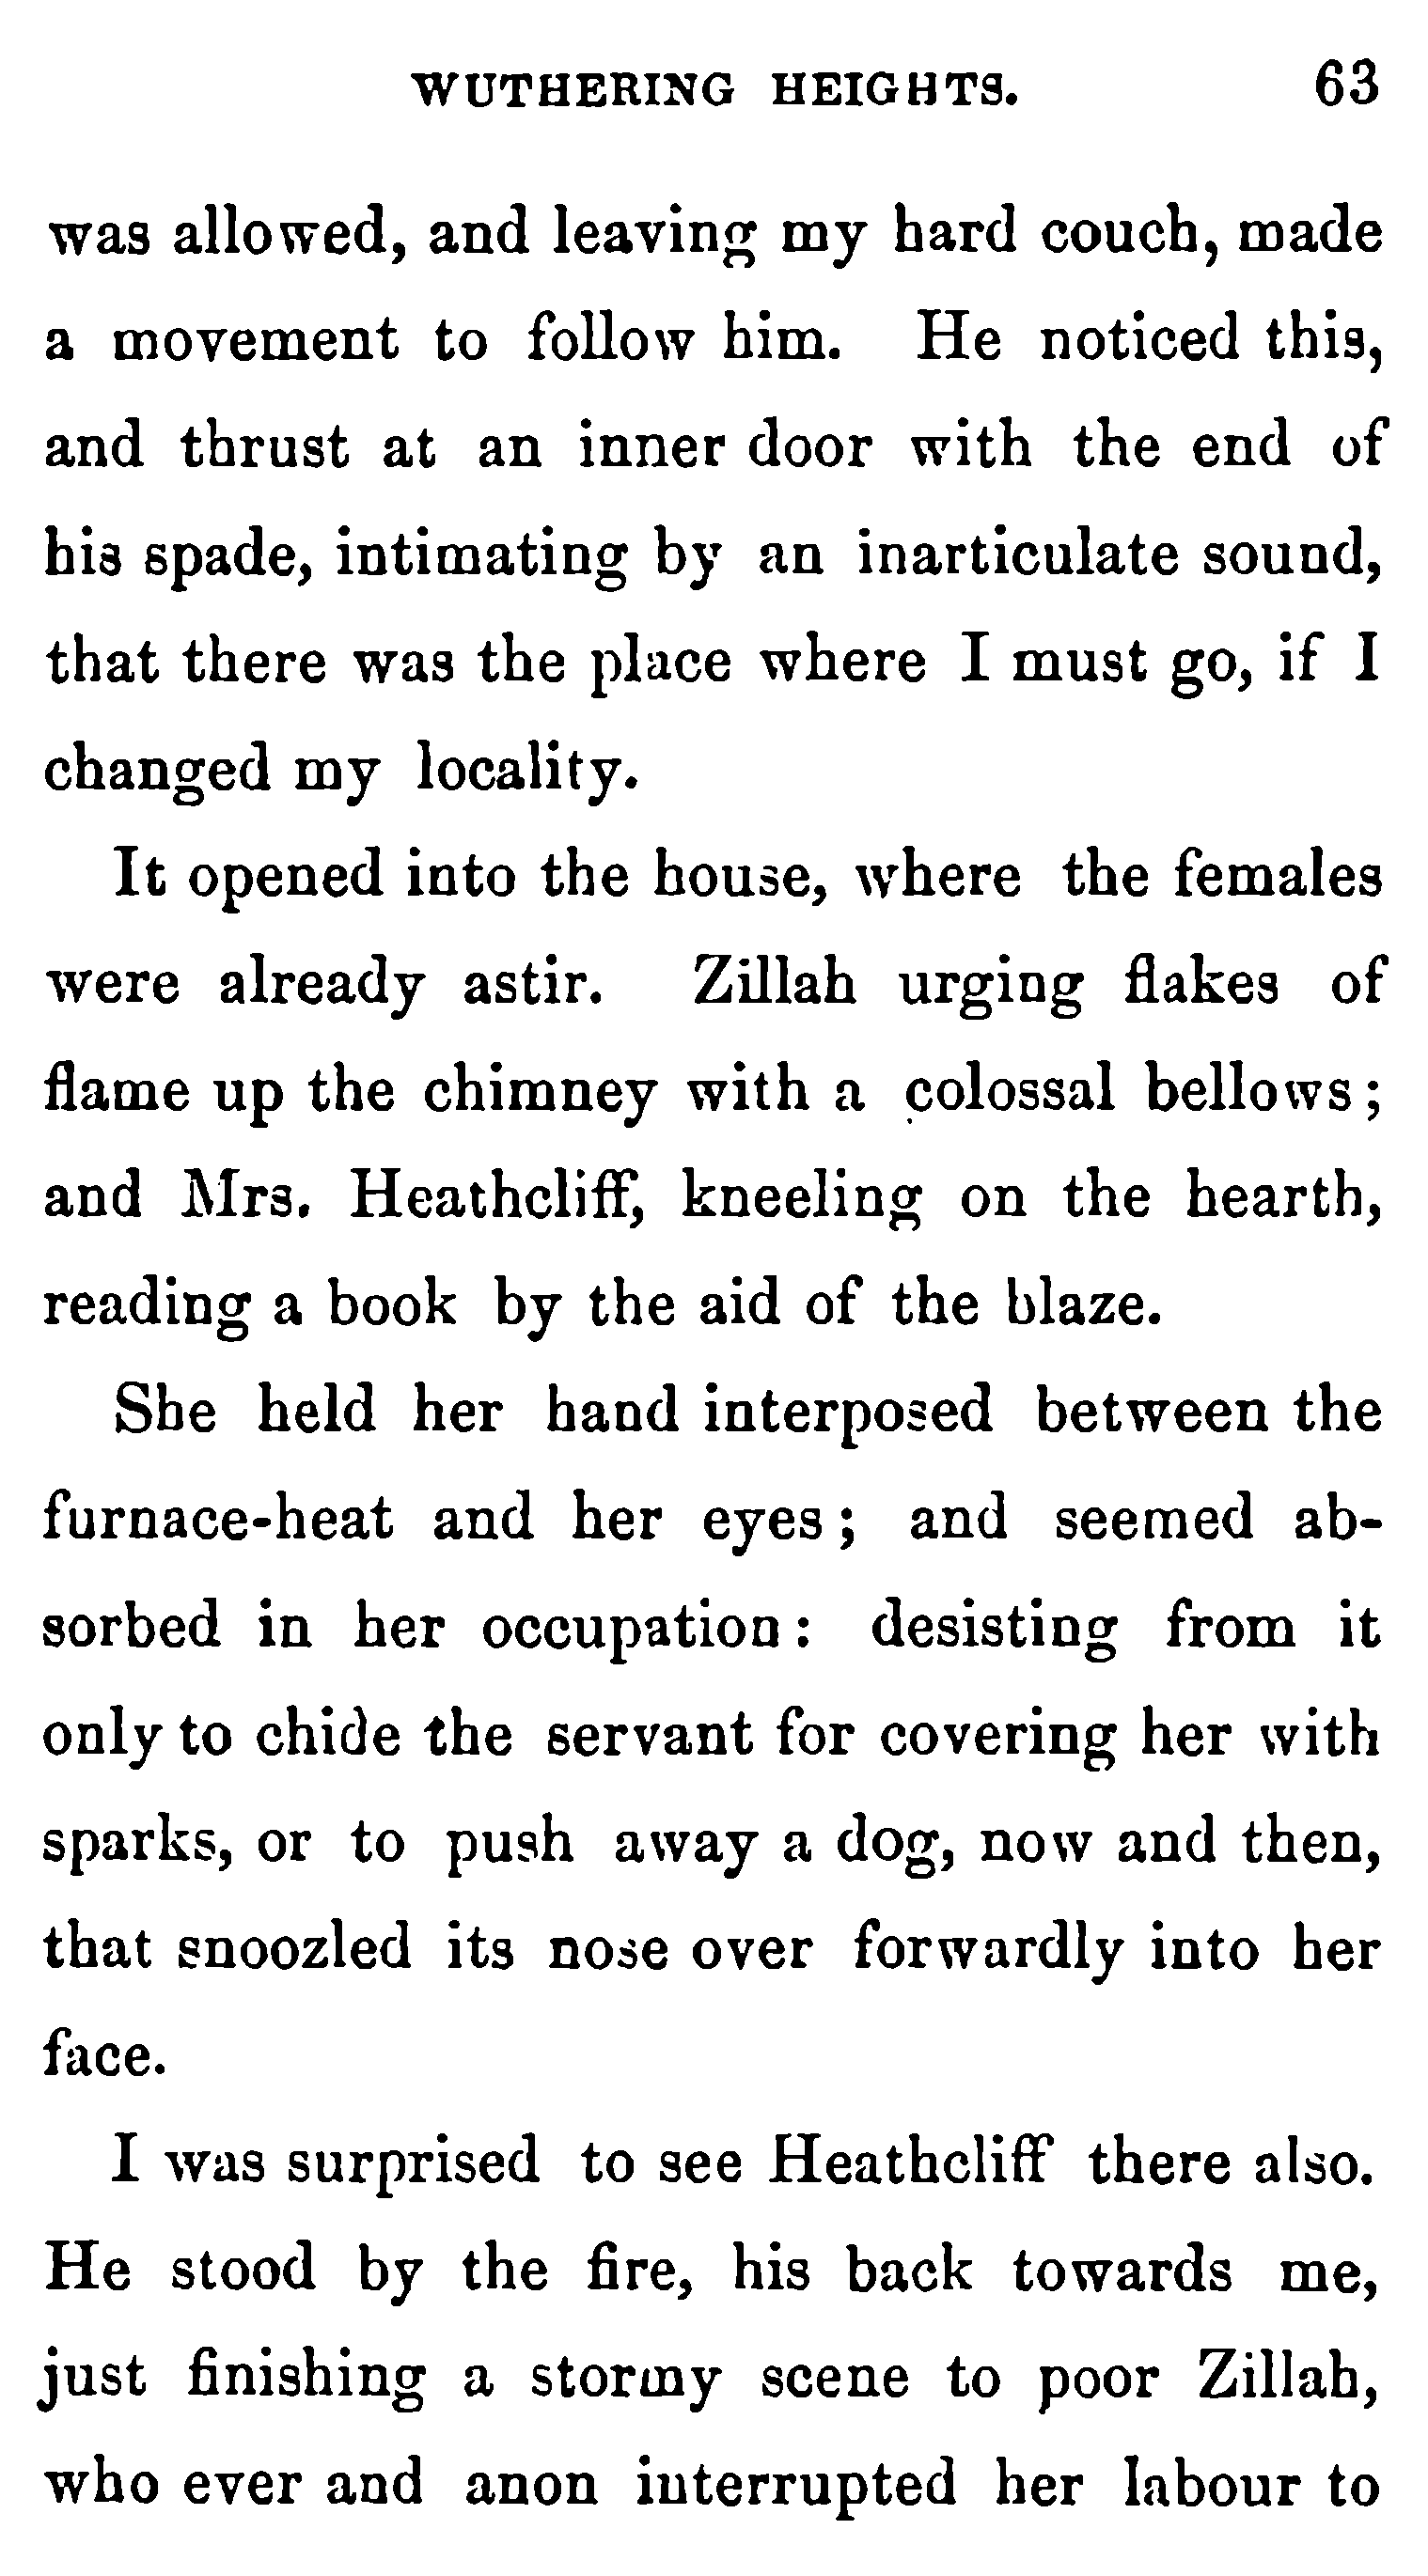 WUTHERING HEIGHTS. 63
was allowed, and leaving my hard couch, made
a movement to follow him. He noticed this,
and thrust at an inner door with the end of
his spade, intimating by an inarticulate sound,
that there was the place where I must go, if I
changed my locality.
It opened into the house, where the females
were already astir. Zillah urging flakes of
flame up the chimney with a colossal bellows;
and Mrs. Heathcliff, kneeling on the hearth,
reading a book by the aid of the blaze.
She held her hand interposed between the
furnace-heat and her eyes; and seemed ab-
sorbed in her occupation: desisting from it
only to chide the servant for covering her with
sparks, or to push away a dog, now and then,
that snoozled its nose over forwardly into her
face.
I was surprised to see Heathcliff there also.
He stood by the fire, his back towards me,
just finishing a stormy scene to poor Zillah,
who ever and anon interrupted her labour to